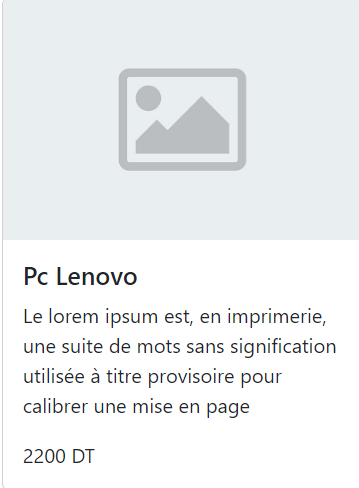 Pc Lenovo
Le lorem ipsum est, en imprimerie,
une suite de mots sans signification
utilisée à titre provisoire pour
calibrer une mise en page
2200 DT